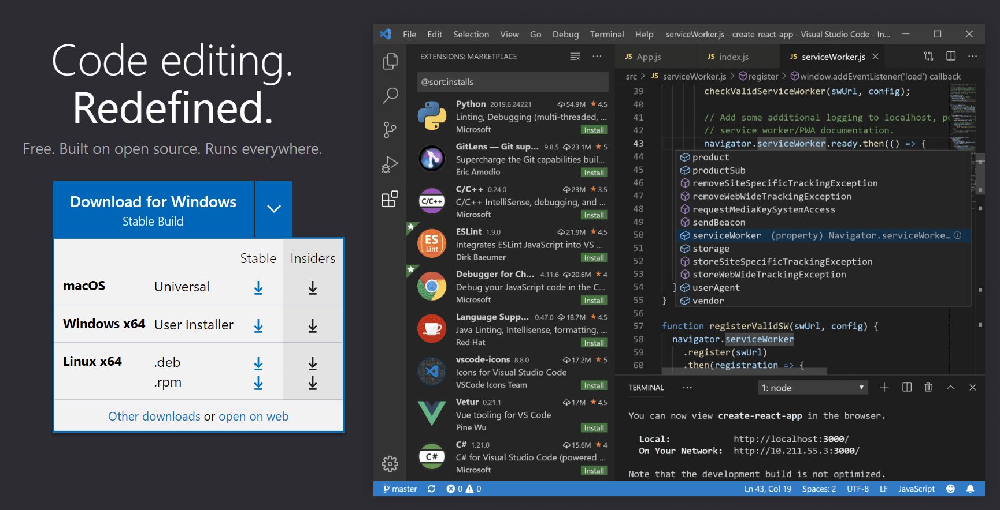 Code editing.
Redefined.
Free. Built on open source. Runs everywhere.
Download for Windows
Stable Build
Stable Insiders
macOS Universal
Windows x64 User Installer
Linux x64 .deb
.rpm
Other downloads or open on web
File Edit Selection View Go Debug Terminal Help serviceWorker.js - create-react-app - Visual Studio Code - In...
EXTENSIONS: MARKETPLACE ...
@sort:installs
Python 2019.6.24221 54.9M ★ 4.5
Linting, Debugging (multi-threaded, ...
Microsoft Install
GitLens — Git sup... 9.8.5 23.1M ★ 5
Supercharge the Git capabilities buil...
Eric Amodio Install
C/C++
C/C++ 0.24.0 23M ★ 3.5
C/C++ IntelliSense, debugging, and ...
Microsoft Install
ES
Lint
ESLint 1.9.0 21.9M ★ 4.5
Integrates ESLint JavaScript into VS ...
Dirk Baeumer Install
Debugger for Ch... 4.11.6 20.6M ★ 4
Debug your JavaScript code in the C...
Microsoft Install
Language Supp... 0.47.0 18.7M ★ 4.5
Java Linting, Intellisense, formatting, ...
Red Hat Install
vscode-icons 8.8.0 17.2M ★ 5
Icons for Visual Studio Code
VSCode Icons Team Install
Vetur 0.21.1 17M ★ 4.5
Vue tooling for VS Code
Pine Wu Install
C#
C# 1.21.0 15.6M ★ 4
C# for Visual Studio Code (powered ...
Microsoft Install
JS App.js JS index.js JS serviceWorker.js ...
src > JS serviceWorker.js > register > window.addEventListener('load') callback
39 checkValidServiceWorker(swUrl, config);
40
41 // Add some additional logging to localhost, po
42 // service worker/PWA documentation.
43 navigator.serviceWorker.ready.then(() => {
44 product
45 productSub
46 removeSiteSpecificTrackingException
47 removeWebWideTrackingException
48 requestMediaKeySystemAccess
49 sendBeacon
50 serviceWorker (property) Navigator.serviceWorke...
51 storage
52 storeSiteSpecificTrackingException
53 storeWebWideTrackingException
54 } userAgent
55 } vendor
56
57 function registerValidSW(swUrl, config) {
58 navigator.serviceWorker
59 .register(swUrl)
60 .then(registration => {
TERMINAL ... 1: node
You can now view create-react-app in the browser.
Local: http://localhost:3000/
On Your Network: http://10.211.55.3:3000/
Note that the development build is not optimized.
master 0 0 Ln 43, Col 19 Spaces: 2 UTF-8 LF JavaScript